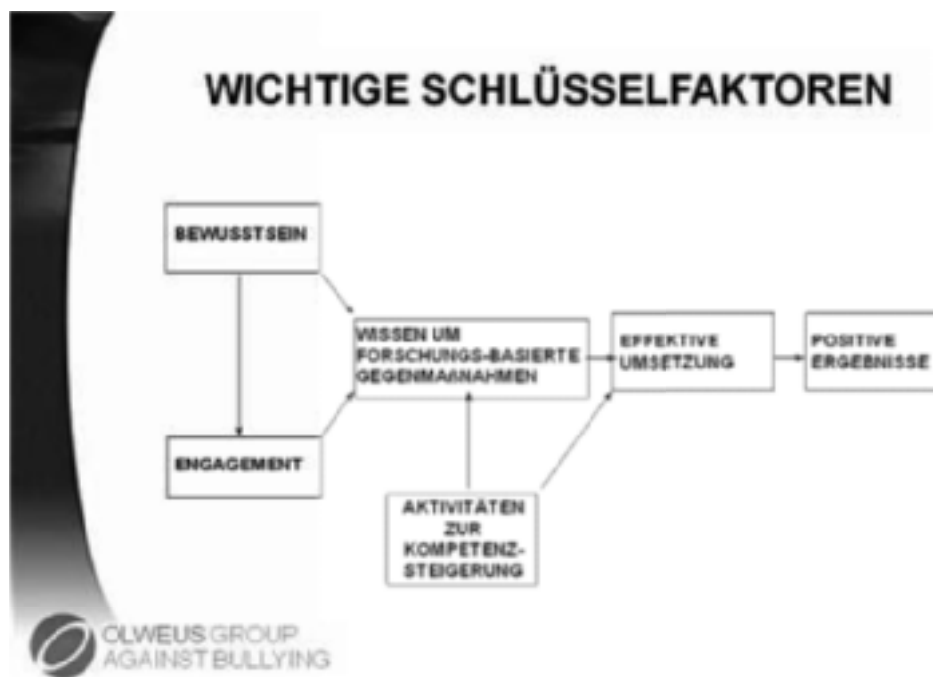 WICHTIGE SCHLÜSSELFAKTOREN
BEWUSSTSEIN
WISSEN UM
FORSCHUNGS-BASIERTE
GEGENMAßNAHMEN
EFFEKTIVE
UMSETZUNG
POSITIVE
ERGEBNISSE
ENGAGEMENT
AKTIVITÄTEN
ZUR
KOMPETENZ-
STEIGERUNG
OLWEUS GROUP
AGAINST BULLYING